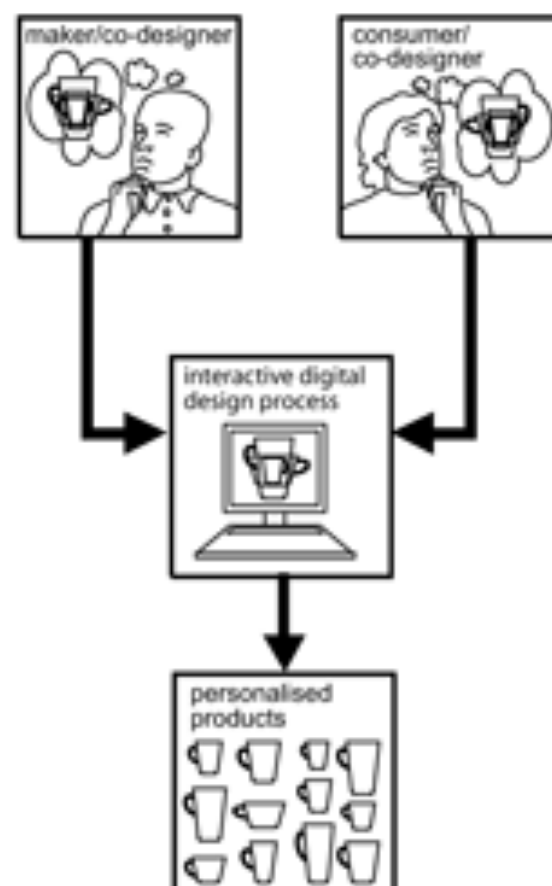 maker/co-designer
consumer/
co-designer
interactive digital
design process
personalised
products